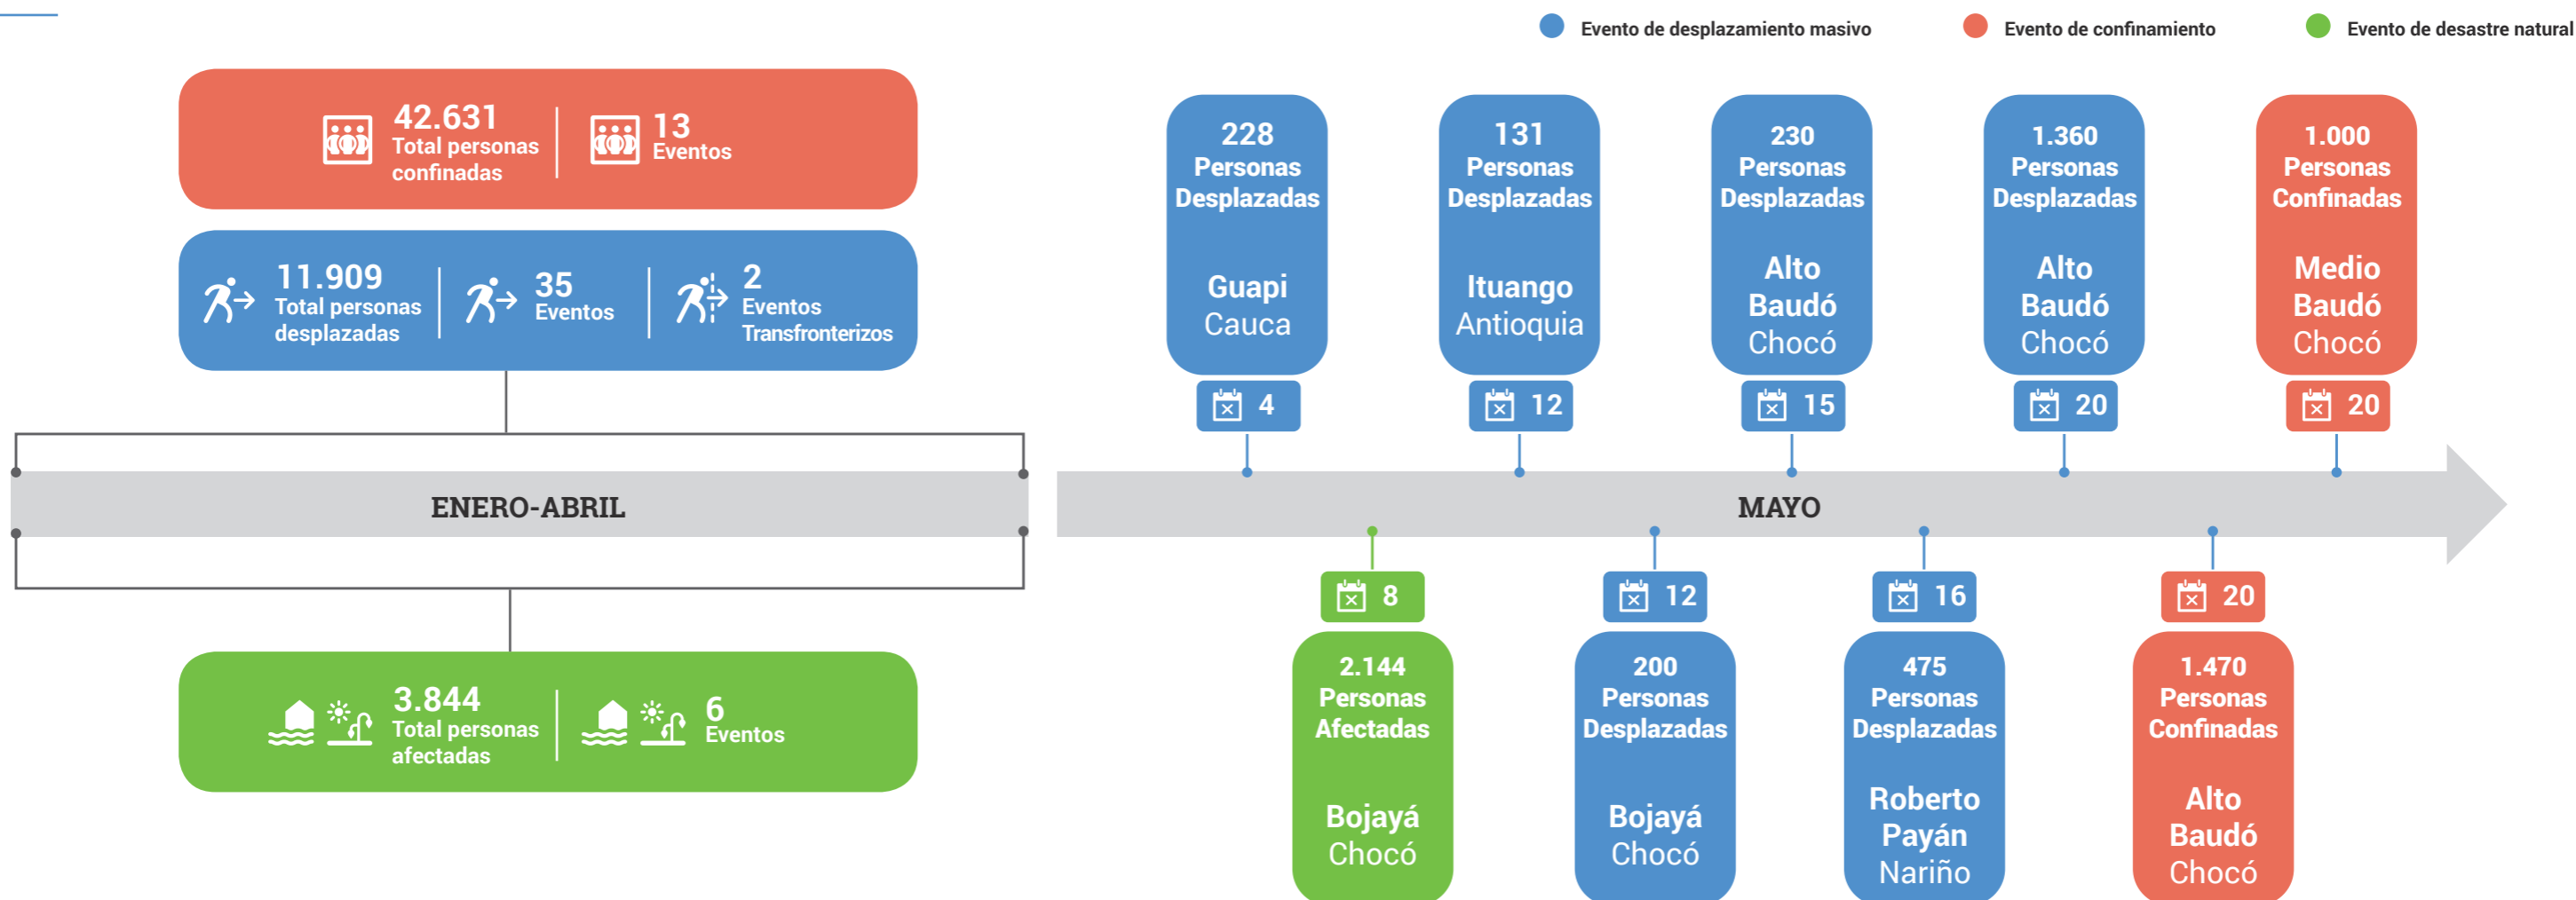 Evento de desplazamiento masivo
Evento de confinamiento
Evento de desastre natural
42.631
Total personas
confinadas
13
Eventos
11.909
Total personas
desplazadas
35
Eventos
2
Eventos
Transfronterizos
ENERO-ABRIL
3.844
Total personas
afectadas
6
Eventos
228
Personas
Desplazadas
Guapi
Cauca
4
131
Personas
Desplazadas
Ituango
Antioquia
12
230
Personas
Desplazadas
Alto
Baudó
Chocó
15
1.360
Personas
Desplazadas
Alto
Baudó
Chocó
20
1.000
Personas
Confinadas
Medio
Baudó
Chocó
20
MAYO
8
2.144
Personas
Afectadas
Bojayá
Chocó
12
200
Personas
Desplazadas
Bojayá
Chocó
16
475
Personas
Desplazadas
Roberto
Payán
Nariño
20
1.470
Personas
Confinadas
Alto
Baudó
Chocó